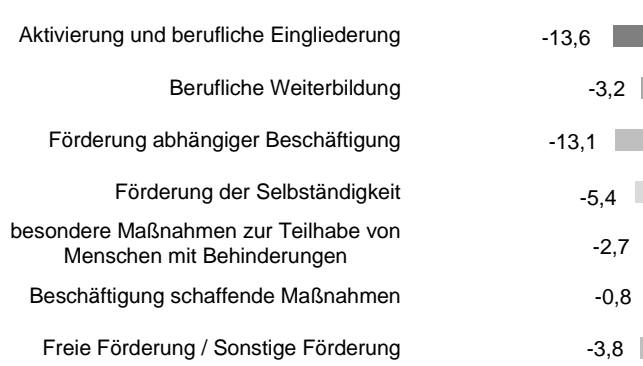 Aktivierung und berufliche Eingliederung -13,6
Berufliche Weiterbildung -3,2
Förderung abhängiger Beschäftigung -13,1
Förderung der Selbständigkeit -5,4
besondere Maßnahmen zur Teilhabe von
Menschen mit Behinderungen -2,7
Beschäftigung schaffende Maßnahmen -0,8
Freie Förderung / Sonstige Förderung -3,8